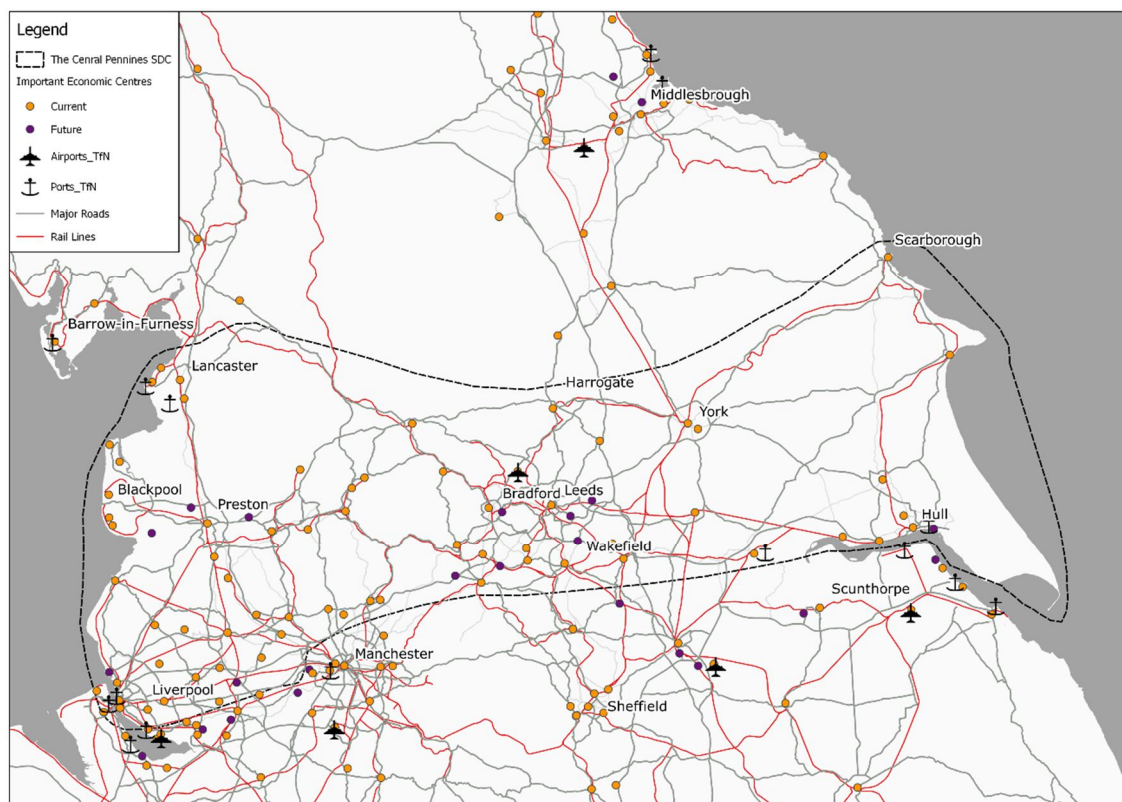 Legend
The Cenral Pennines SDC
Important Economic Centres
Current
Future
Airports_TfN
Ports_TfN
Major Roads
Rail Lines
Middlesbrough
Scarborough
Barrow-in-Furness
Lancaster
Harrogate
York
Blackpool
Preston
Bradford
Leeds
Hull
Wakefield
Scunthorpe
Manchester
Liverpool
Sheffield